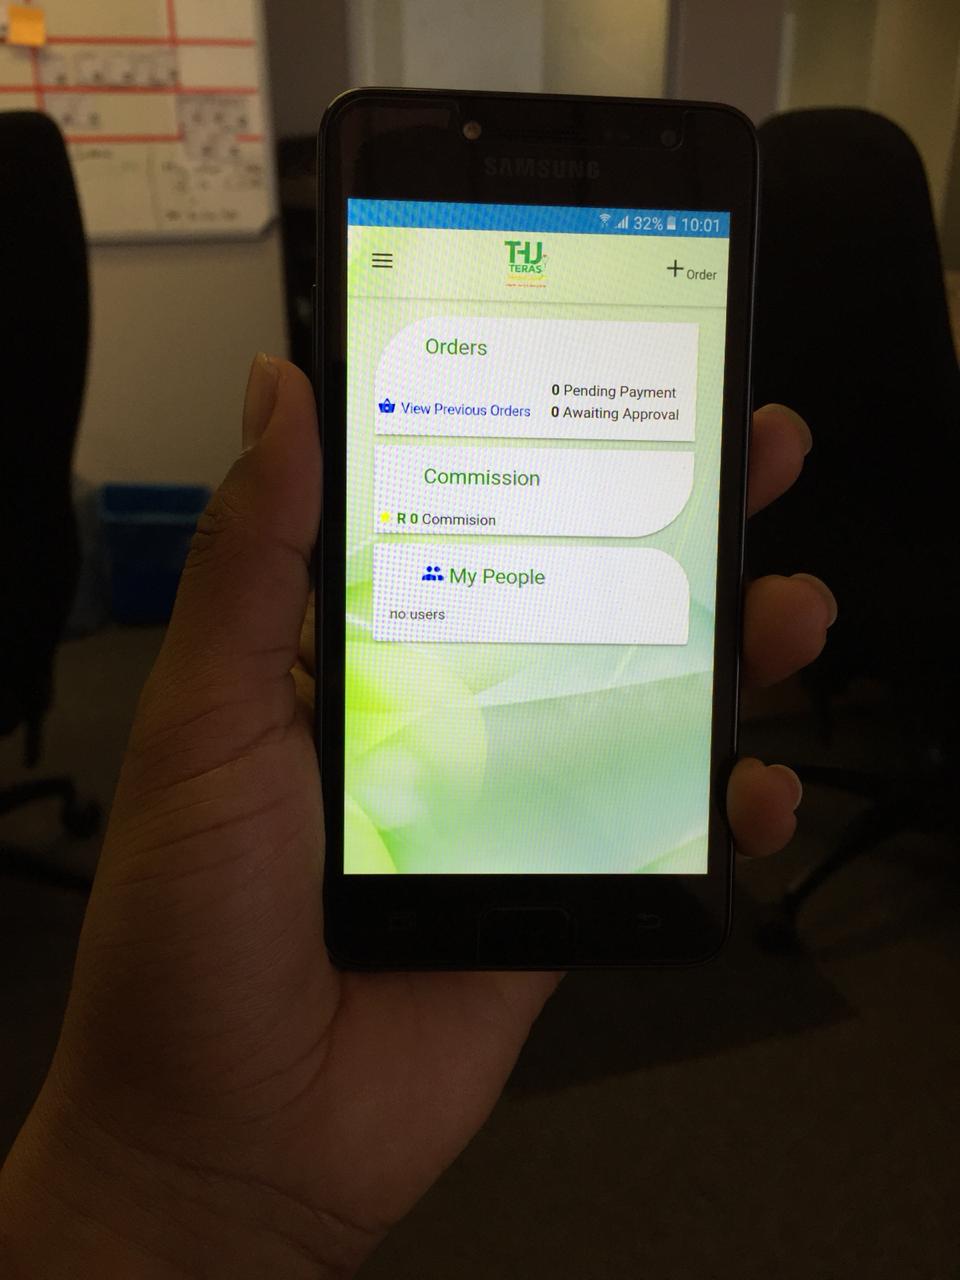 SAMSUNG
32% 10:01
THU
TERAS
+ Order
Orders
0 Pending Payment
View Previous Orders
0 Awaiting Approval
Commission
R 0 Commision
My People
no users